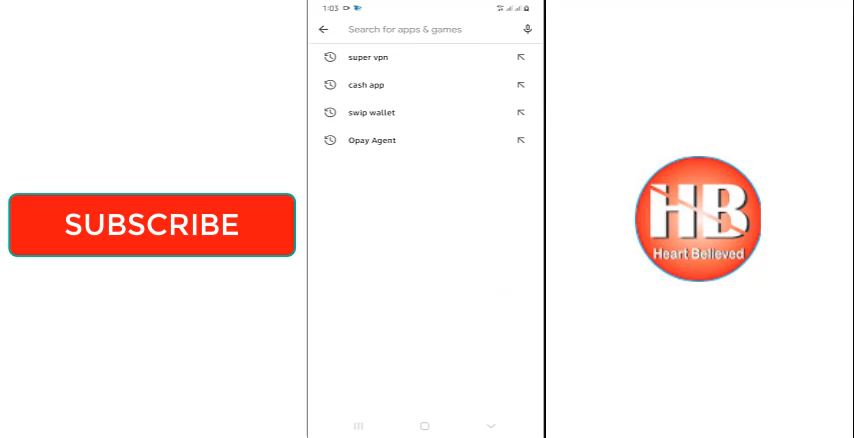 SUBSCRIBE
1:03
Search for apps & games
super vpn
cash app
swip wallet
Opay Agent
HB
Heart Believed